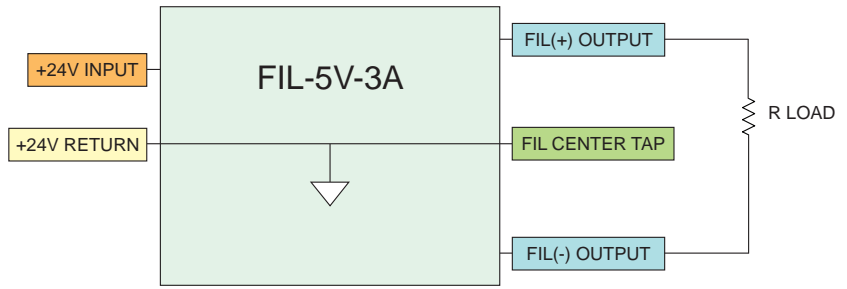 FIL-5V-3A
+24V INPUT
+24V RETURN
FIL(+) OUTPUT
FIL CENTER TAP
FIL(-) OUTPUT
R LOAD